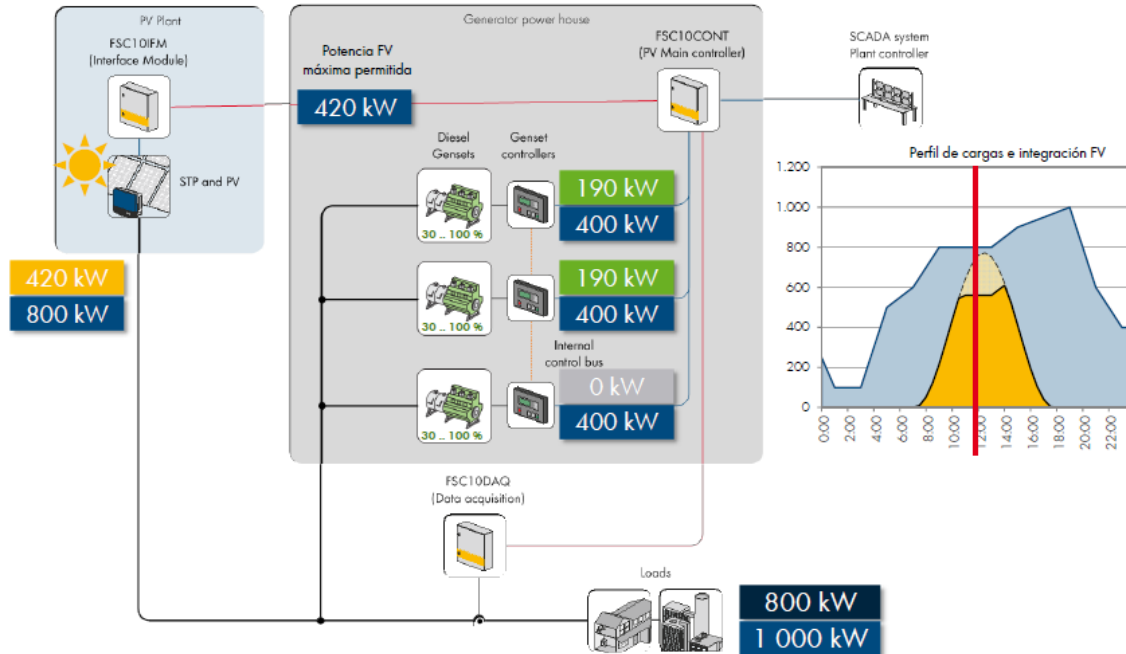 PV Plant
FSC10IFM
(Interface Module)
STP and PV
420 kW
800 kW
Generator power house
Potencia FV
máxima permitida
420 kW
FSC10CONT
(PV Main controller)
Diesel
Gensets
Genset
controllers
30 .. 100 %
190 kW
400 kW
30 .. 100 %
190 kW
400 kW
Internal
control bus
30 .. 100 %
0 kW
400 kW
FSC10DAQ
(Data acquisition)
Loads
800 kW
1 000 kW
SCADA system
Plant controller
Perfil de cargas e integración FV
1.200
1.000
800
600
400
200
0
0:00
2:00
4:00
6:00
8:00
10:00
12:00
14:00
16:00
18:00
20:00
22:00